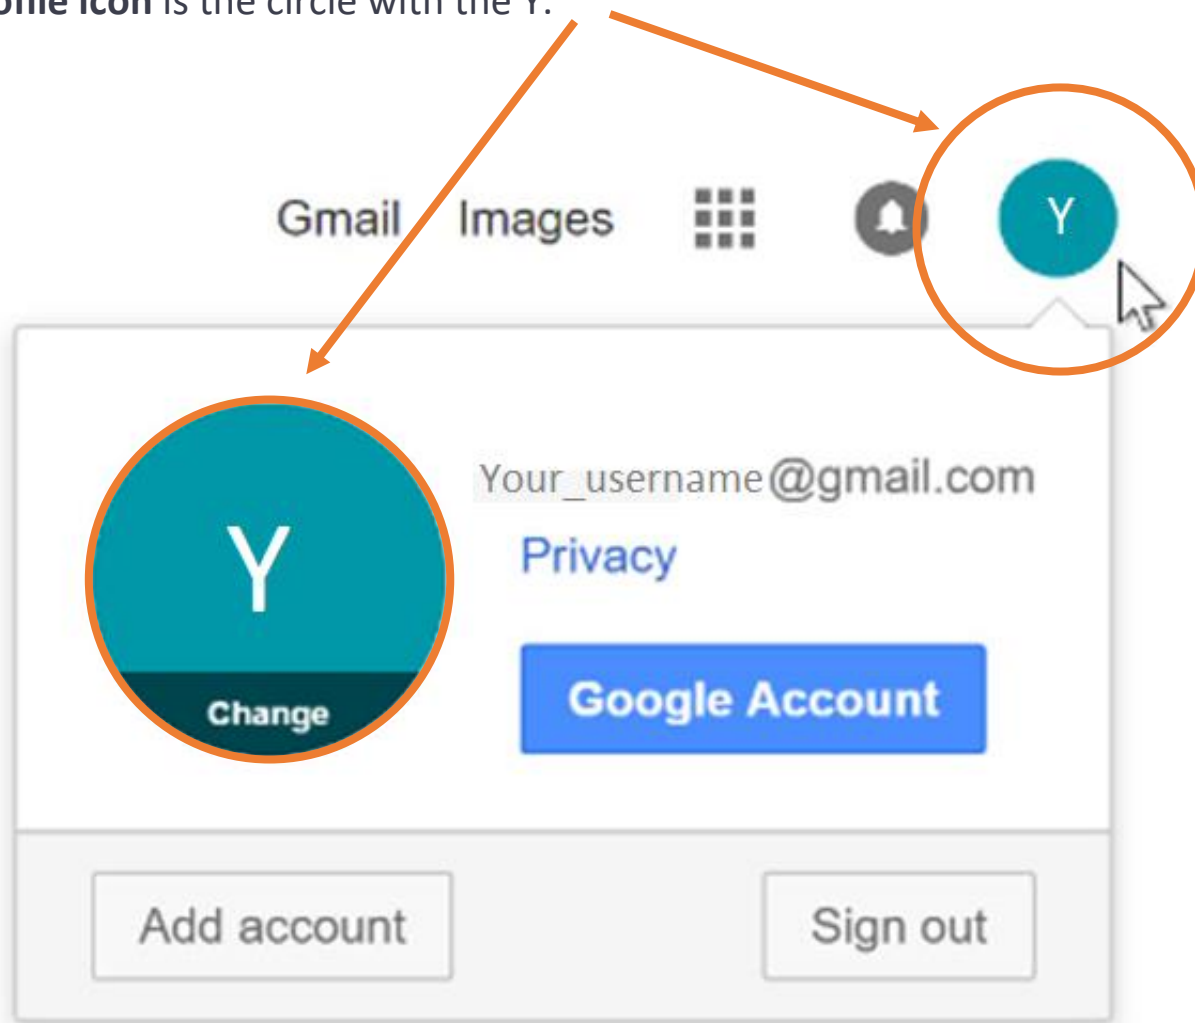 icon is the circle with the Y.
Gmail Images Y
Your_username@gmail.com
Y
Privacy
Change
Google Account
Add account Sign out